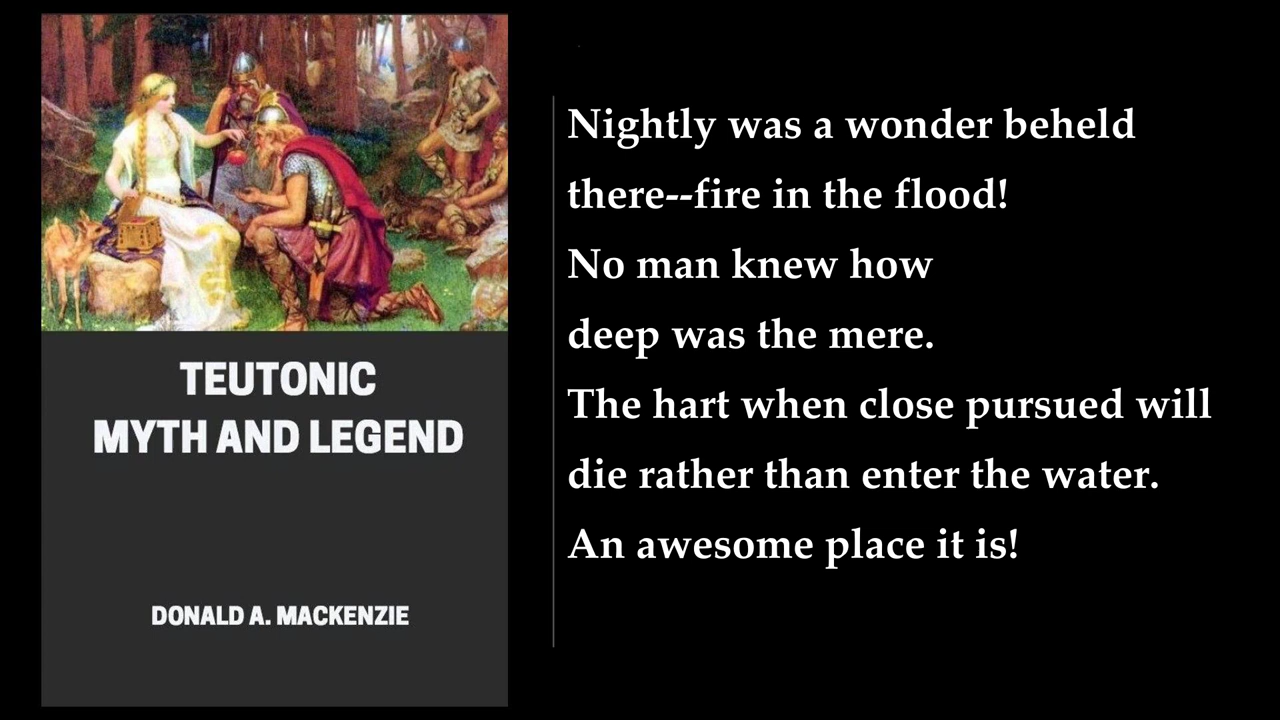 TEUTONIC
MYTH AND LEGEND
DONALD A. MACKENZIE
Nightly was a wonder beheld
there--fire in the flood!
No man knew how
deep was the mere.
The hart when close pursued will
die rather than enter the water.
An awesome place it is!